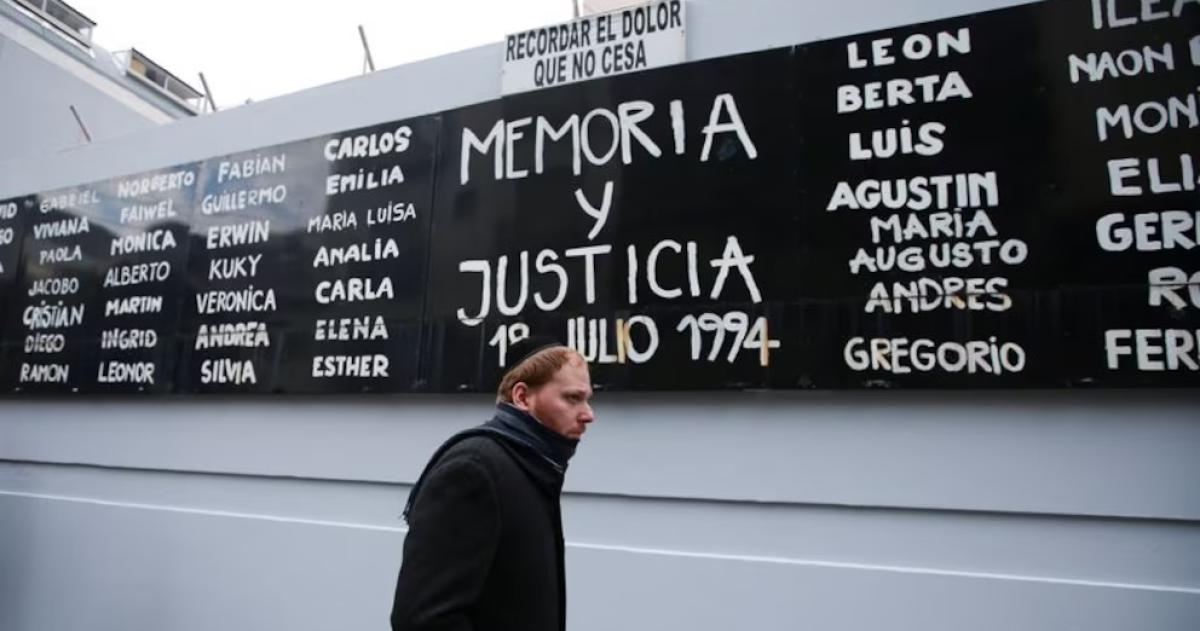 RECORDAR EL DOLOR
QUE NO CESA
GABRIEL
VIVIANA
PAOLA
JACOBO
CRISTIAN
DIEGO
RAMON
NORBERTO
FAIWEL
MONICA
ALBERTO
MARTIN
INGRID
LEONOR
FABIAN
GUILLERMO
ERWIN
KUKY
VERONICA
ANDREA
SILVIA
CARLOS
EMILIA
MARIA LUISA
ANALIA
CARLA
ELENA
ESTHER
MEMORIA
Y
JUSTICIA
18 JULIO 1994
LEON
BERTA
LUIS
AGUSTIN
MARIA
AUGUSTO
ANDRES
GREGORIO
NAON